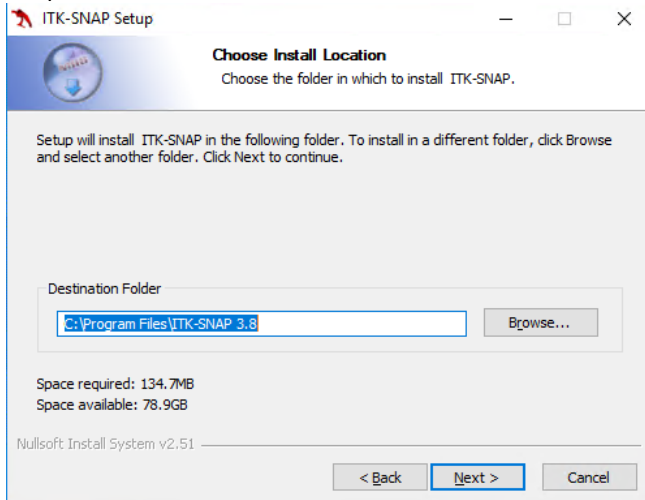 ITK-SNAP Setup
Choose Install Location
Choose the folder in which to install ITK-SNAP.
Setup will install ITK-SNAP in the following folder. To install in a different folder, click Browse
and select another folder. Click Next to continue.
Destination Folder
C:\Program Files\ITK-SNAP 3.8
Browse...
Space required: 134.7MB
Space available: 78.9GB
Nullsoft Install System v2.51
< Back
Next >
Cancel